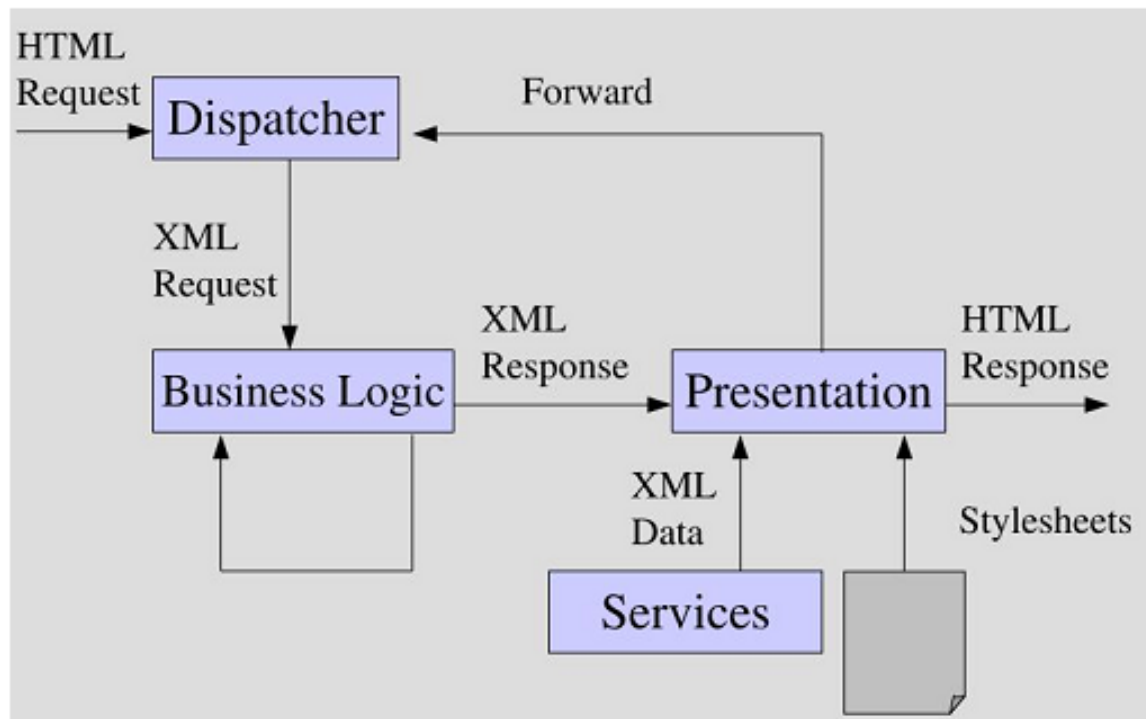 HTML
Request
Dispatcher
Forward
XML
Request
Business Logic
XML
Response
Presentation
HTML
Response
XML
Data
Stylesheets
Services